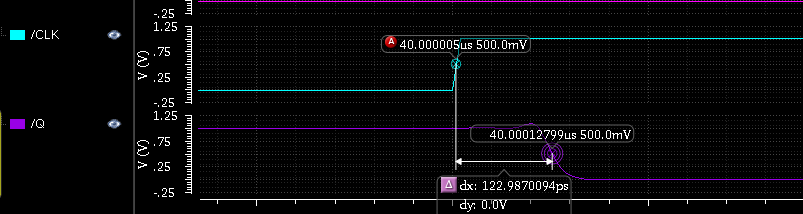 -.25
1.25
/CLK
A 40.000005us 500.0mV
.75
V (V)
.25
-.25
1.25
/Q
40.00012799us 500.0mV
.75
V (V)
.25
Δ dx: 122.9870094ps
-.25
dy: 0.0V